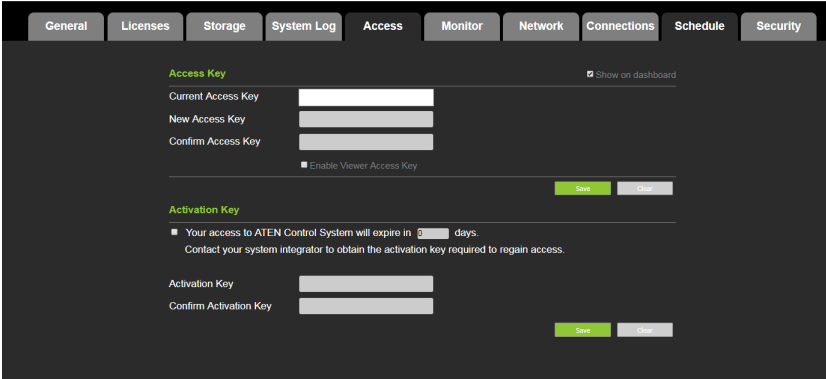 General Licenses Storage System Log Access Monitor Network Connections Schedule Security
Access Key Show on dashboard
Current Access Key
New Access Key
Confirm Access Key
Enable Viewer Access Key
Save Clear
Activation Key
Your access to ATEN Control System will expire in 0 days.
Contact your system integrator to obtain the activation key required to regain access.
Activation Key
Confirm Activation Key
Save Clear